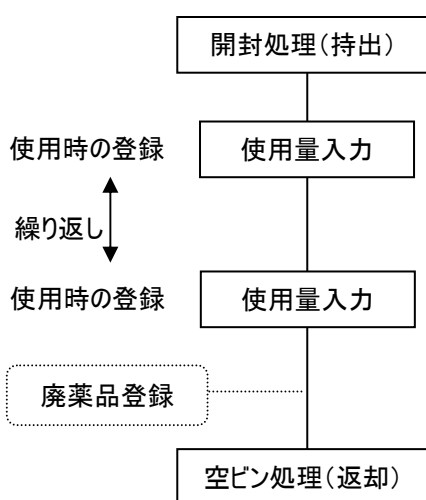 開封処理（持出）
使用時の登録
使用量入力
繰り返し
使用時の登録
使用量入力
廃薬品登録
空ビン処理（返却）